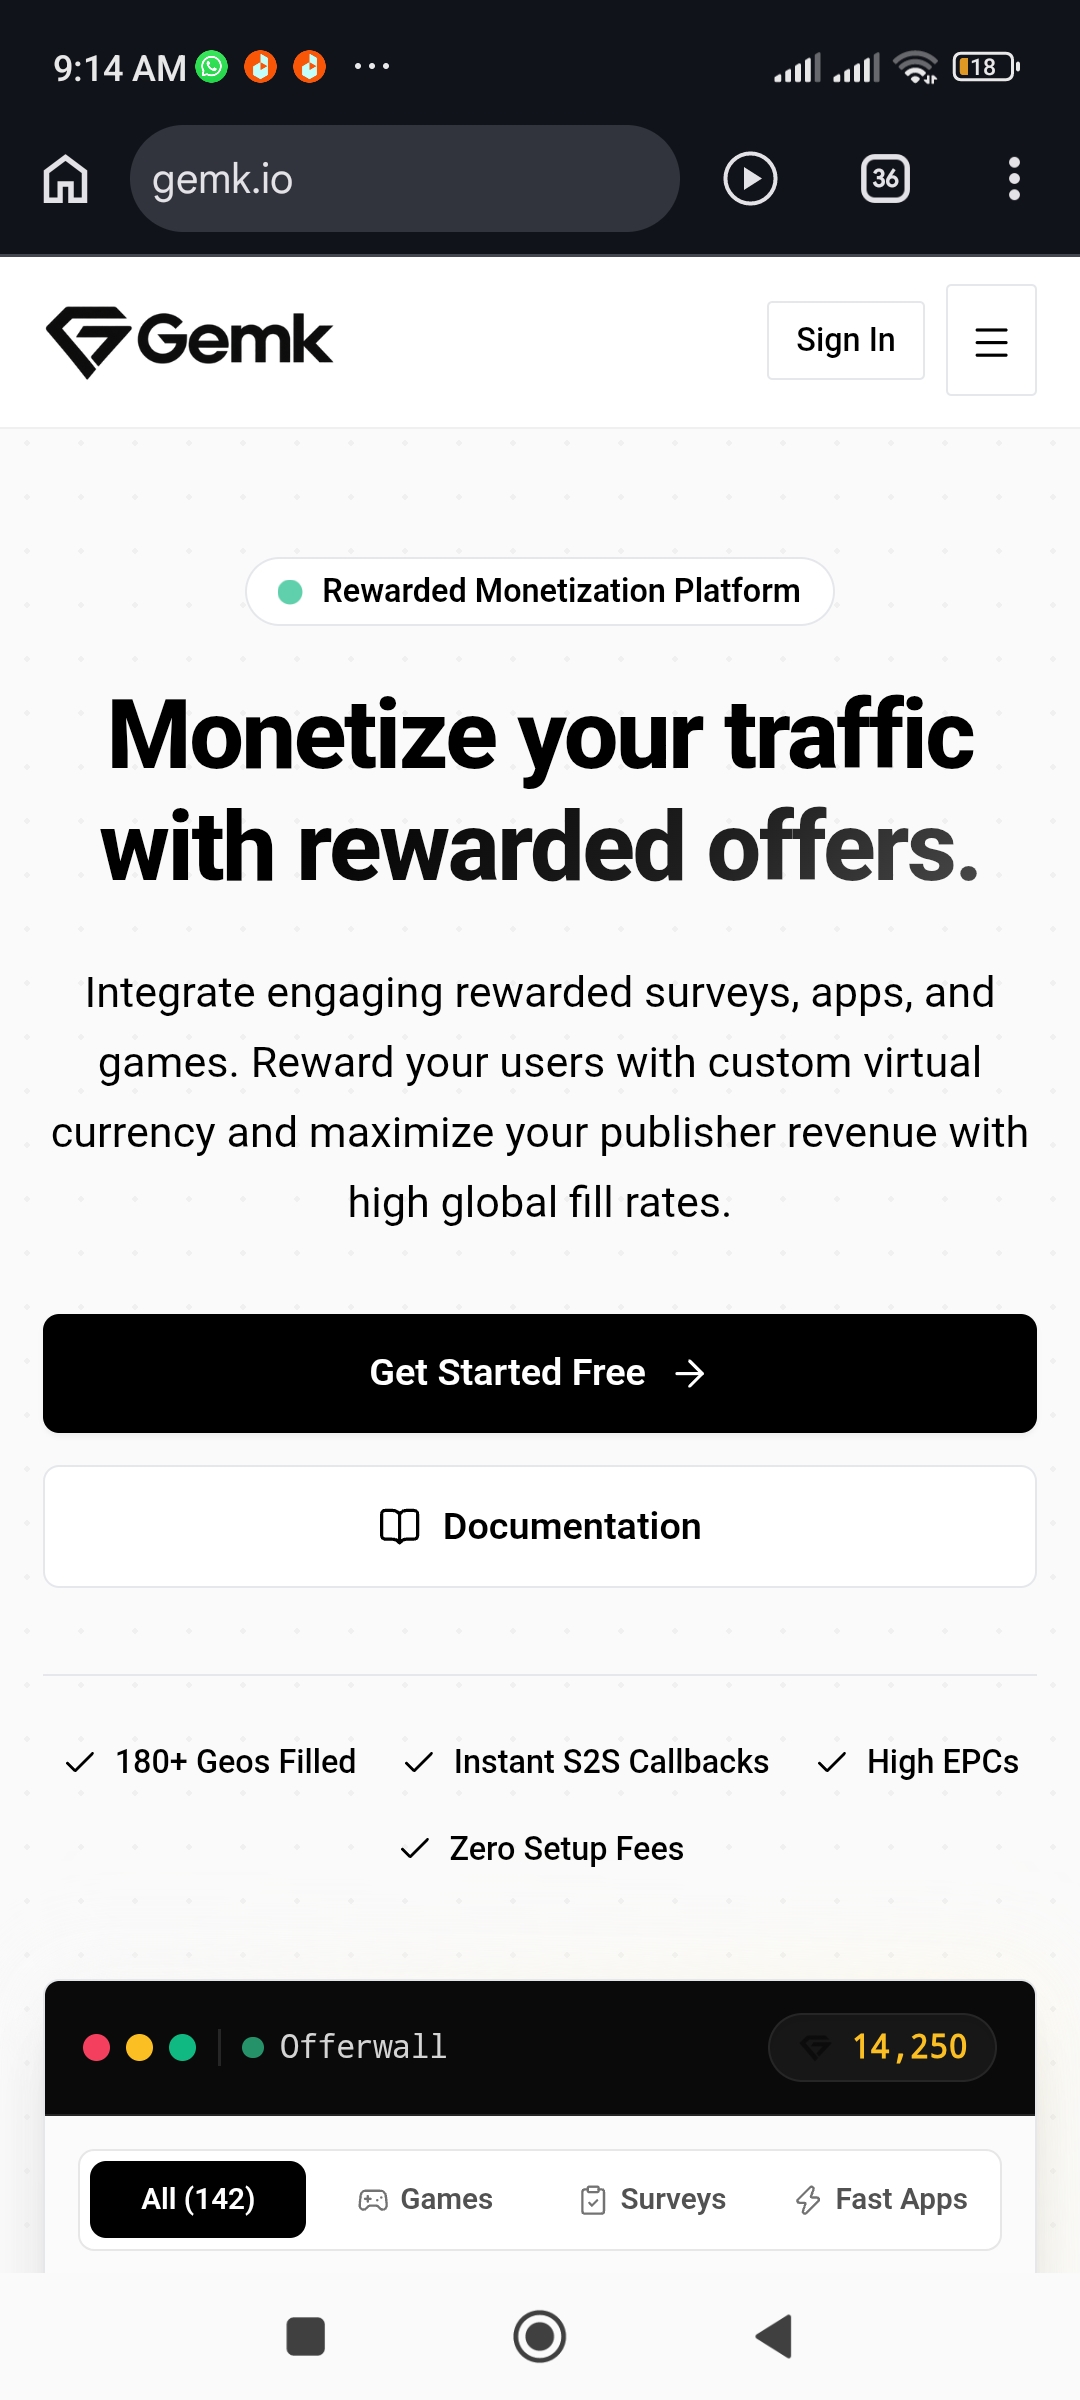 9:14 AM
18
gemk.io
36
Gemk
Sign In
Rewarded Monetization Platform
Monetize your traffic
with rewarded offers.
Integrate engaging rewarded surveys, apps, and
games. Reward your users with custom virtual
currency and maximize your publisher revenue with
high global fill rates.
Get Started Free
Documentation
180+ Geos Filled
Instant S2S Callbacks
High EPCs
Zero Setup Fees
Offerwall
14,250
All (142)
Games
Surveys
Fast Apps